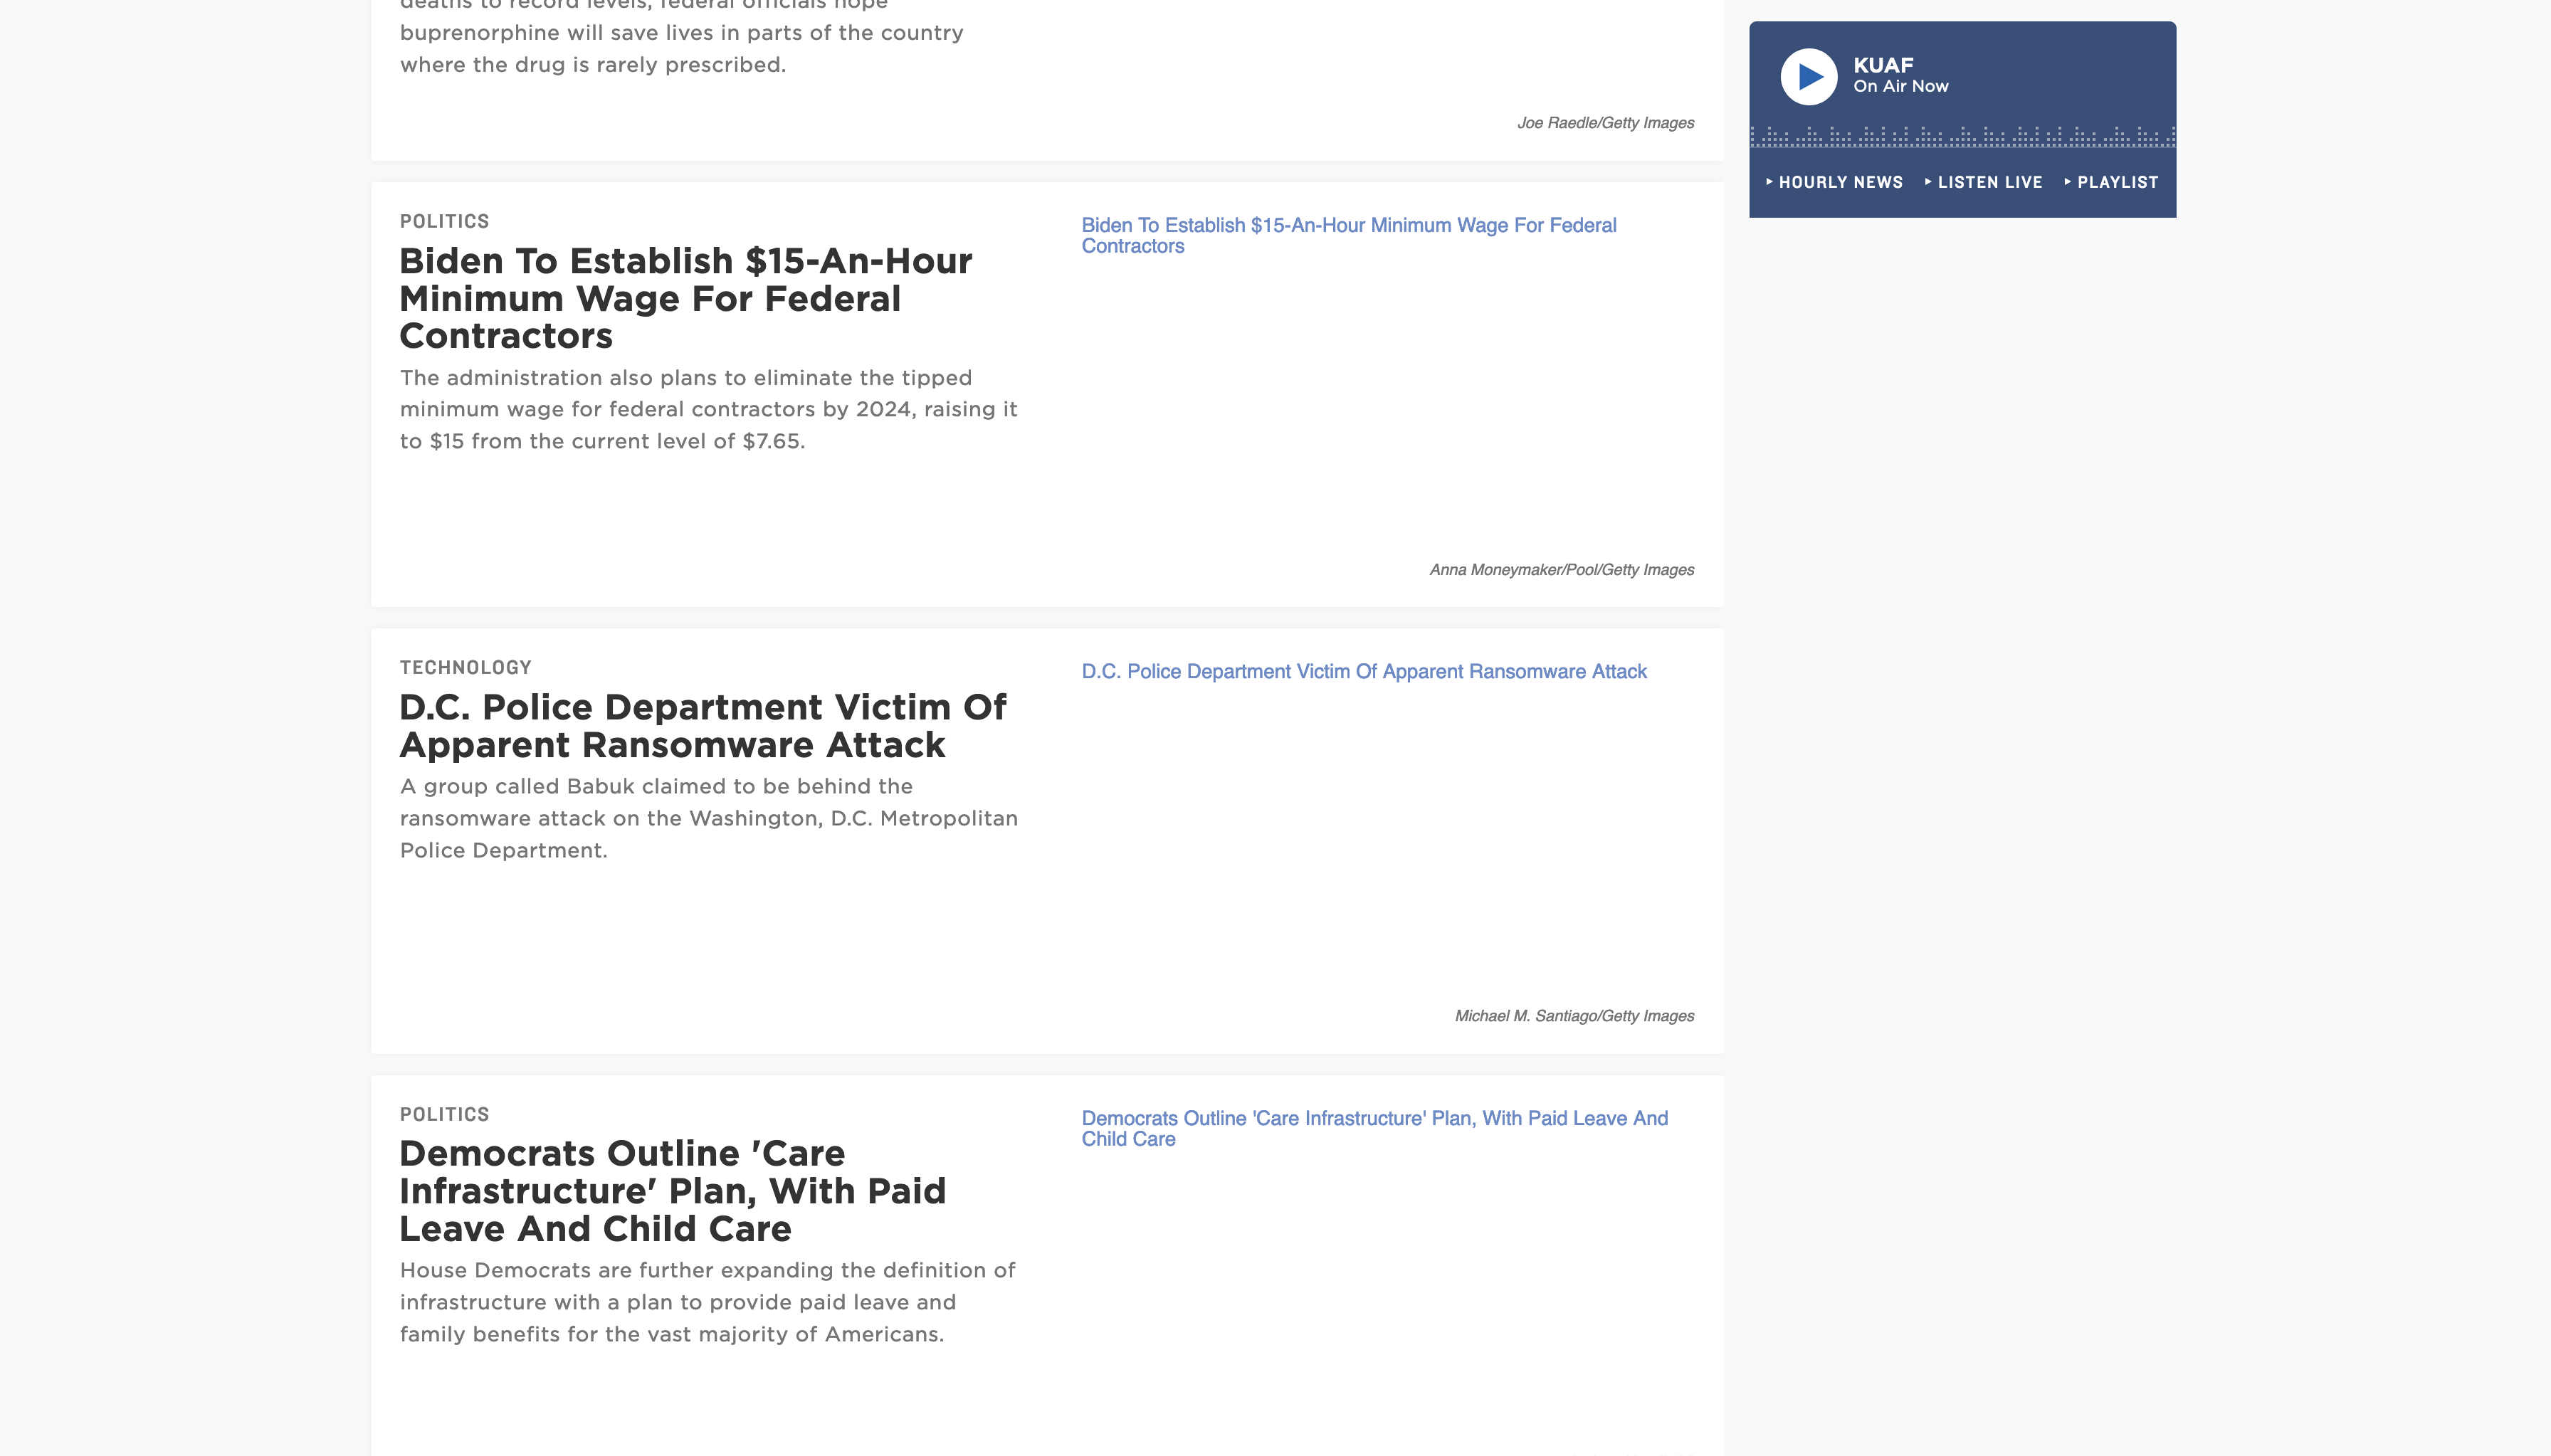 deaths to record levels, federal officials hope
buprenorphine will save lives in parts of the country
where the drug is rarely prescribed.
Joe Raedle/Getty Images
POLITICS
Biden To Establish $15-An-Hour
Minimum Wage For Federal
Contractors
The administration also plans to eliminate the tipped
minimum wage for federal contractors by 2024, raising it
to $15 from the current level of $7.65.
Biden To Establish $15-An-Hour Minimum Wage For Federal
Contractors
Anna Moneymaker/Pool/Getty Images
TECHNOLOGY
D.C. Police Department Victim Of
Apparent Ransomware Attack
A group called Babuk claimed to be behind the
ransomware attack on the Washington, D.C. Metropolitan
Police Department.
D.C. Police Department Victim Of Apparent Ransomware Attack
Michael M. Santiago/Getty Images
POLITICS
Democrats Outline 'Care
Infrastructure' Plan, With Paid
Leave And Child Care
House Democrats are further expanding the definition of
infrastructure with a plan to provide paid leave and
family benefits for the vast majority of Americans.
Democrats Outline 'Care Infrastructure' Plan, With Paid Leave And
Child Care
KUAF
On Air Now
HOURLY NEWS
LISTEN LIVE
PLAYLIST